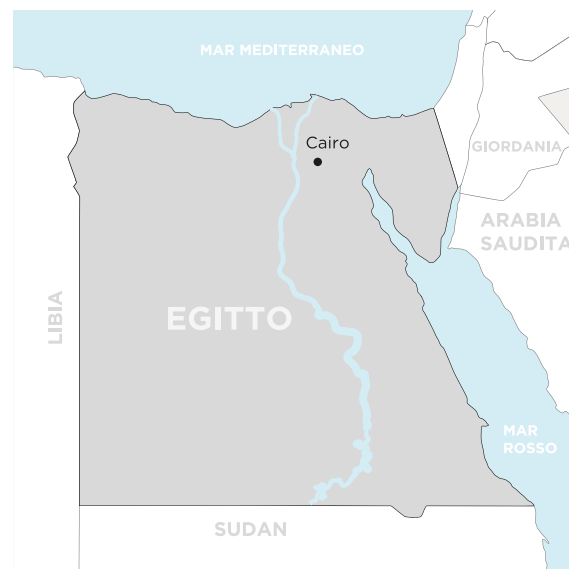 MAR MEDITERRANEO
Cairo
GIORDANIA
ARABIA
SAUDITA
LIBIA
EGITTO
MAR
ROSSO
SUDAN